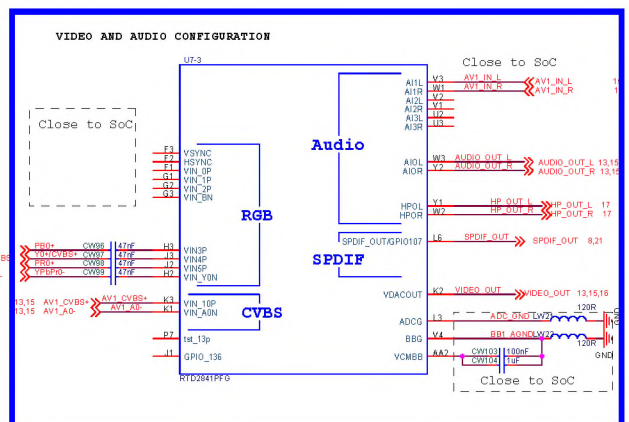 VIDEO AND AUDIO CONFIGURATION
U7-3
Close to SoC
Close to SoC
F3 VSYNC
F2 HSYNC
F1 VIN_0P
G1 VIN_1P
G2 VIN_2P
G3 VIN_BN
RGB
PB0+ CW96 47nF H3 VIN3P
Y0+/CVBS+ CW97 47nF J3 VIN4P
PR0+ CW98 47nF J2 VIN5P
YPbPr0- CW99 47nF H2 VIN_Y0N
BS
13,15 AV1_CVBS+ AV1_CVBS+ K3 VIN_10P
13,15 AV1_A0- AV1_A0- K1 VIN_A0N
CVBS
P7 tst_13p
J1 GPIO_136
RTD2841PFG
Audio
AI1L V3 AV1_IN_L AV1_IN_L
AI1R W1 AV1_IN_R AV1_IN_R
AI2L V2
AI2R
AI3L U2
AI3R U3
AIOL W3 AUDIO_OUT_L AUDIO_OUT_L 13,15
AIOR Y2 AUDIO_OUT_R AUDIO_OUT_R 13,15
HPOL Y1 HP_OUT_L HP_OUT_L 17
HPOR W2 HP_OUT_R HP_OUT_R 17
SPDIF_OUT/GPIO107 L6 SPDIF_OUT SPDIF_OUT 8,21
SPDIF
VDACOUT K2 VIDEO_OUT VIDEO_OUT 13,15,16
ADCG L3 ADC_GND LW21 120R
BBG V4 BB1_AGND LW22 120R
GND
GND
VCMBB AA2 CW103 100nF
CW104 1uF
Close to SoC